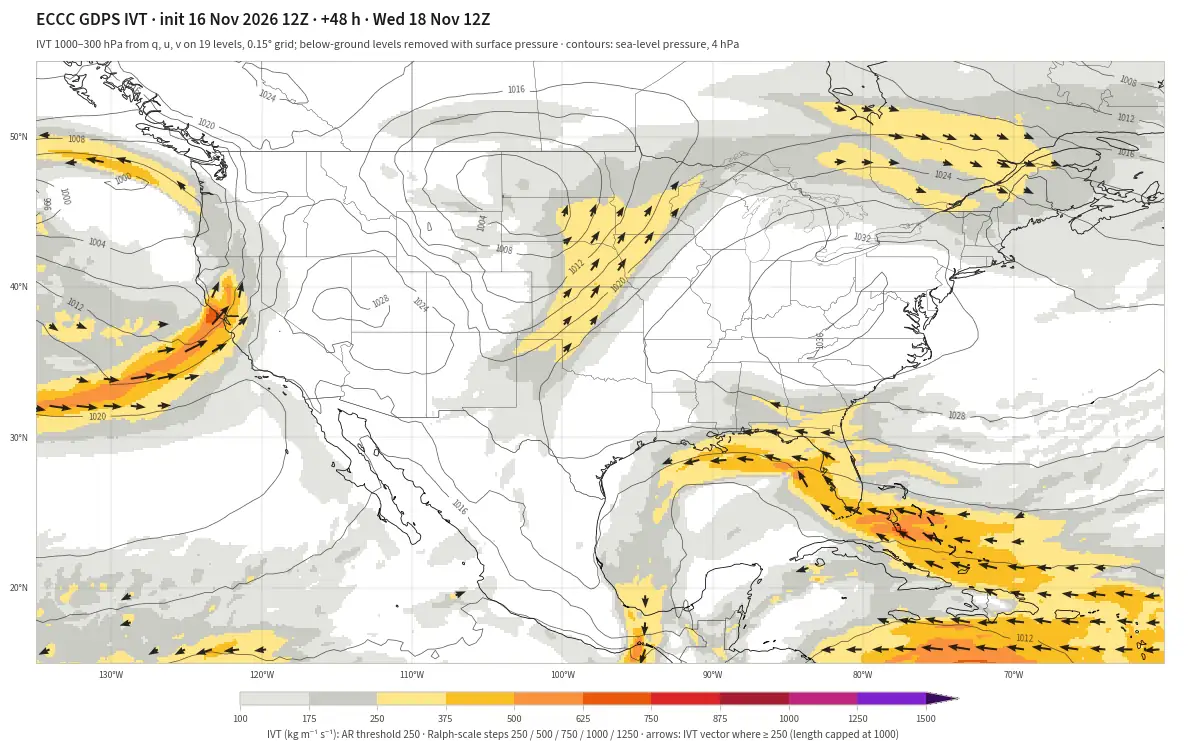 ECCC GDPS IVT · init 16 Nov 2026 12Z · +48 h · Wed 18 Nov 12Z
IVT 1000–300 hPa from q, u, v on 19 levels, 0.15° grid; below-ground levels removed with surface pressure · contours: sea-level pressure, 4 hPa
1008
1016
1024
1020
1012
50°N
1008
1016
1000
1024
1000
996
1004
1032
1004
1008
1012
1020
40°N
1028
1024
1012
1036
1020
1028
30°N
1016
20°N
1012
130°W 120°W 110°W 100°W 90°W 80°W 70°W
100 175 250 375 500 625 750 875 1000 1250 1500
IVT (kg m⁻¹ s⁻¹): AR threshold 250 · Ralph-scale steps 250 / 500 / 750 / 1000 / 1250 · arrows: IVT vector where ≥ 250 (length capped at 1000)